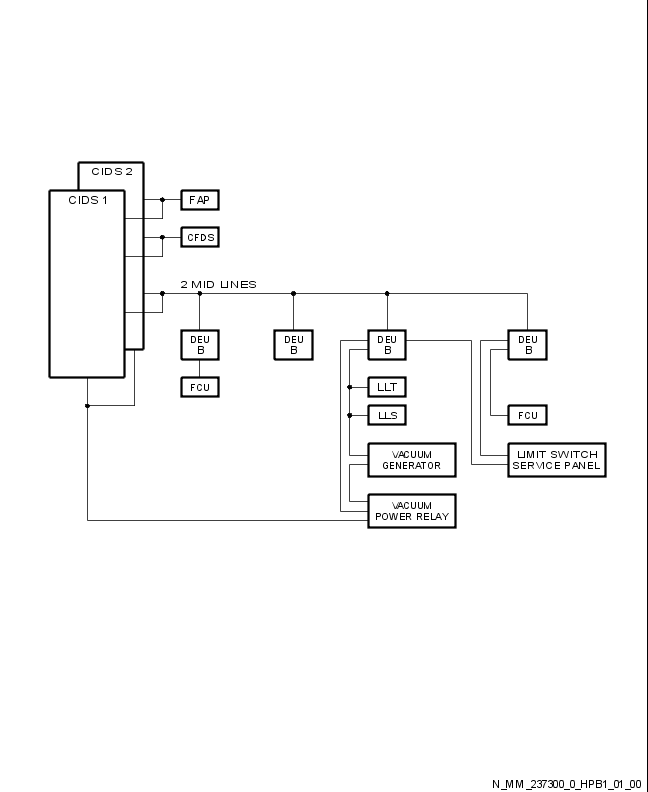 CIDS 2
CIDS 1
FAP
CFDS
2 MID LINES
DEU
B
DEU
B
DEU
B
DEU
B
FCU
LLT
LLS
FCU
VACUUM
GENERATOR
LIMIT SWITCH
SERVICE PANEL
VACUUM
POWER RELAY
N_MM_237300_0_HPB1_01_00